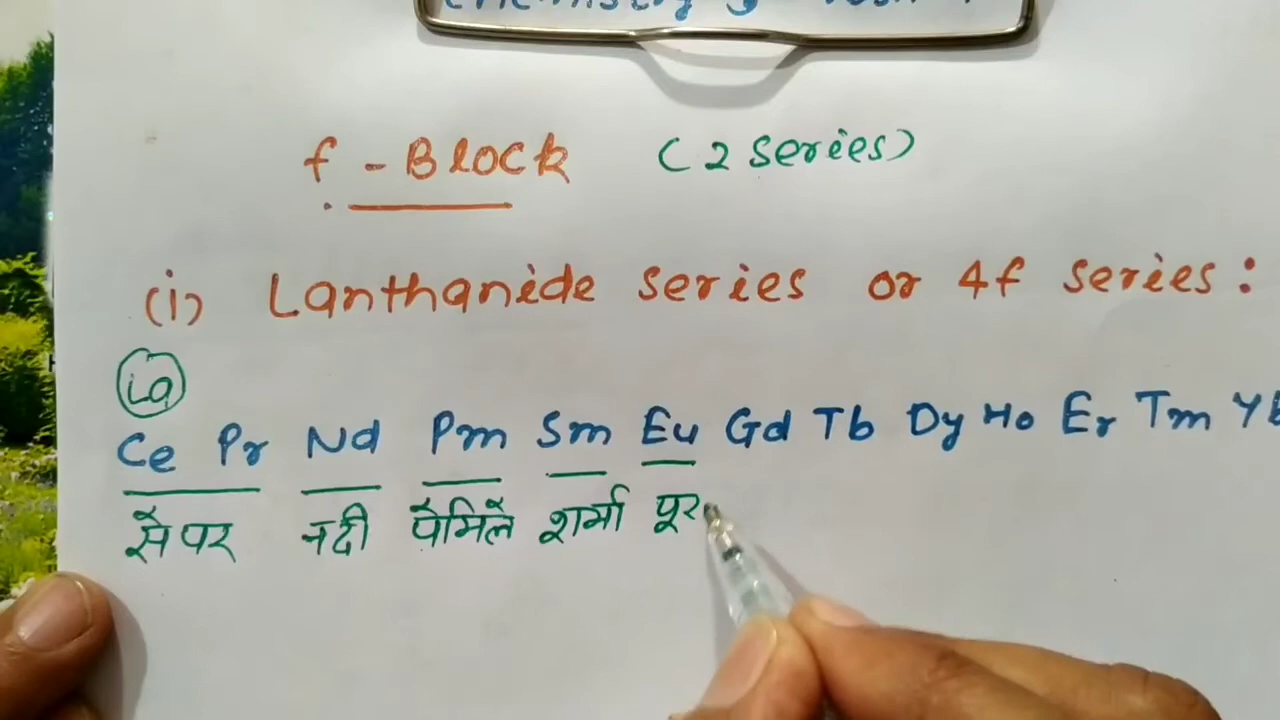 f - Block (2 series)
(i) Lanthanide series or 4f series :
La
Ce Pr Nd Pm Sm Eu Gd Tb Dy Ho Er Tm Yb
से पर नदी पेमिले शर्मा पूर